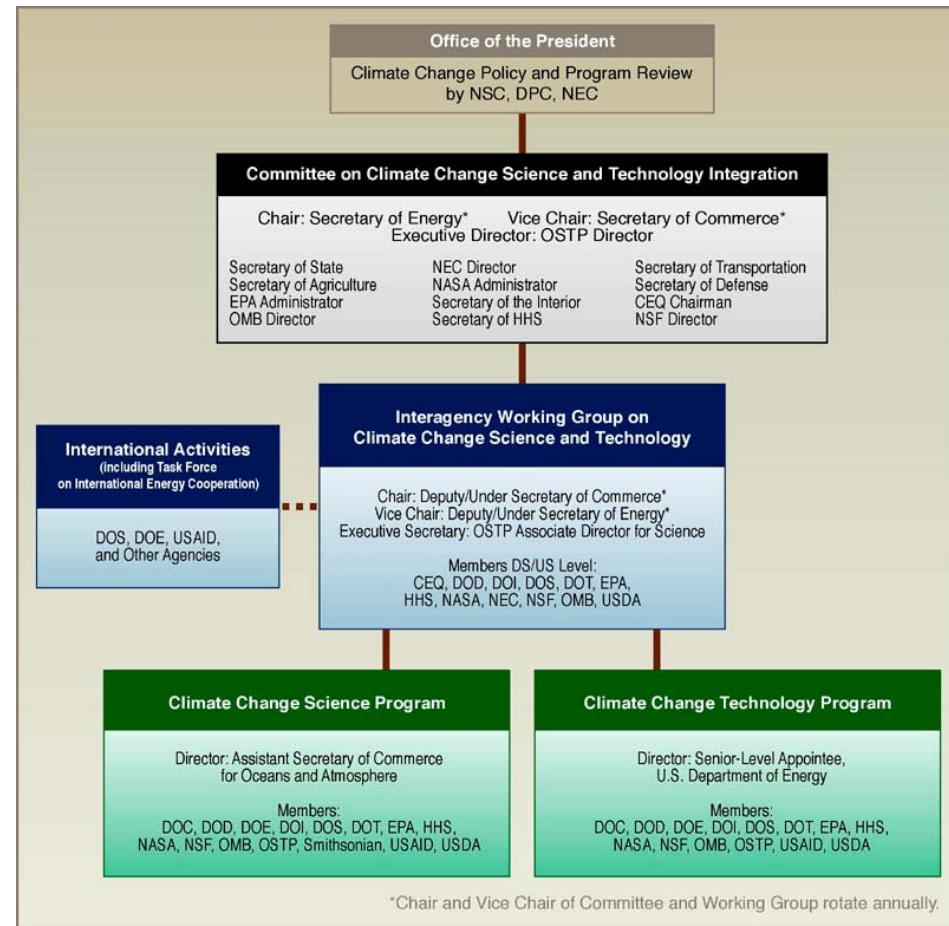 Office of the President
Climate Change Policy and Program Review
by NSC, DPC, NEC
Committee on Climate Change Science and Technology Integration
Chair: Secretary of Energy* Vice Chair: Secretary of Commerce*
Executive Director: OSTP Director
Secretary of State
Secretary of Agriculture
EPA Administrator
OMB Director
NEC Director
NASA Administrator
Secretary of the Interior
Secretary of HHS
Secretary of Transportation
Secretary of Defense
CEQ Chairman
NSF Director
Interagency Working Group on
Climate Change Science and Technology
Chair: Deputy/Under Secretary of Commerce*
Vice Chair: Deputy/Under Secretary of Energy*
Executive Secretary: OSTP Associate Director for Science
Members DS/US Level:
CEQ, DOD, DOI, DOS, DOT, EPA,
HHS, NASA, NEC, NSF, OMB, USDA
International Activities
(including Task Force
on International Energy Cooperation)
DOS, DOE, USAID,
and Other Agencies
Climate Change Science Program
Director: Assistant Secretary of Commerce
for Oceans and Atmosphere
Members:
DOC, DOD, DOE, DOI, DOS, DOT, EPA, HHS,
NASA, NSF, OMB, OSTP, Smithsonian, USAID, USDA
Climate Change Technology Program
Director: Senior-Level Appointee,
U.S. Department of Energy
Members:
DOC, DOD, DOE, DOI, DOS, DOT, EPA, HHS,
NASA, NSF, OMB, OSTP, USAID, USDA
*Chair and Vice Chair of Committee and Working Group rotate annually.